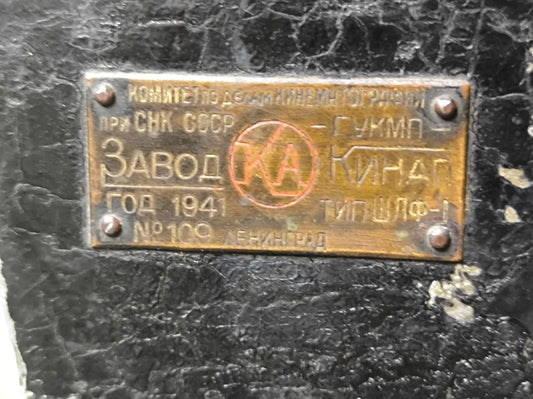 КОМИТЕТ по ДЕЛАМ КИНЕМАТОГРАФИИ
при СНК СССР - ГУКМП -
ЗАВОД КА КИНАП
ГОД 1941 ТИП ШЛФ-1
№ 109 ЛЕНИНГРАД